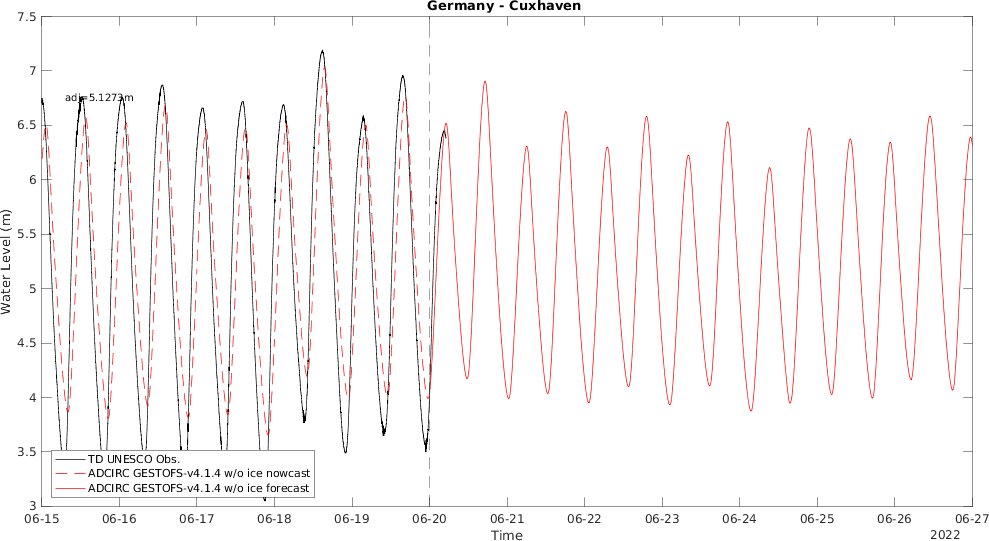 Germany - Cuxhaven
7.5
7
6.5
6
5.5
5
4.5
4
3.5
3
Water Level (m)
adj=5.1273m
TD UNESCO Obs.
ADCIRC GESTOFS-v4.1.4 w/o ice nowcast
ADCIRC GESTOFS-v4.1.4 w/o ice forecast
06-15 06-16 06-17 06-18 06-19 06-20 06-21 06-22 06-23 06-24 06-25 06-26 06-27
Time
2022